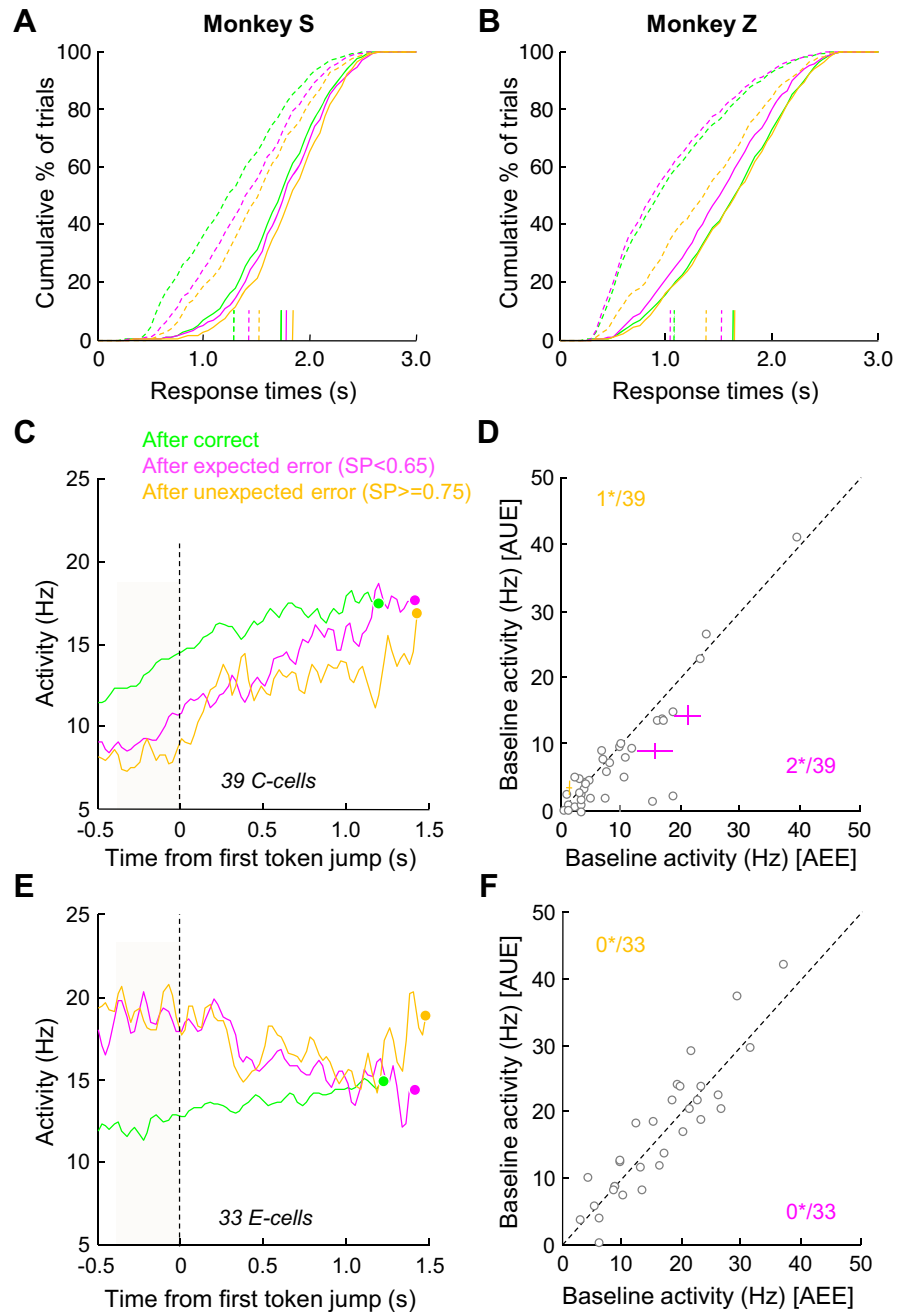 A
Monkey S
Cumulative % of trials
100
80
60
40
20
0
0
1.0
2.0
3.0
Response times (s)
B
Monkey Z
Cumulative % of trials
100
80
60
40
20
0
0
1.0
2.0
3.0
Response times (s)
C
After correct
After expected error (SP<0.65)
After unexpected error (SP>=0.75)
Activity (Hz)
25
20
15
10
5
39 C-cells
-0.5
0
0.5
1.0
1.5
Time from first token jump (s)
D
Baseline activity (Hz) [AUE]
50
40
30
20
10
0
1*/39
2*/39
0
10
20
30
40
50
Baseline activity (Hz) [AEE]
E
Activity (Hz)
25
20
15
10
5
33 E-cells
-0.5
0
0.5
1.0
1.5
Time from first token jump (s)
F
Baseline activity (Hz) [AUE]
50
40
30
20
10
0
0*/33
0*/33
0
10
20
30
40
50
Baseline activity (Hz) [AEE]